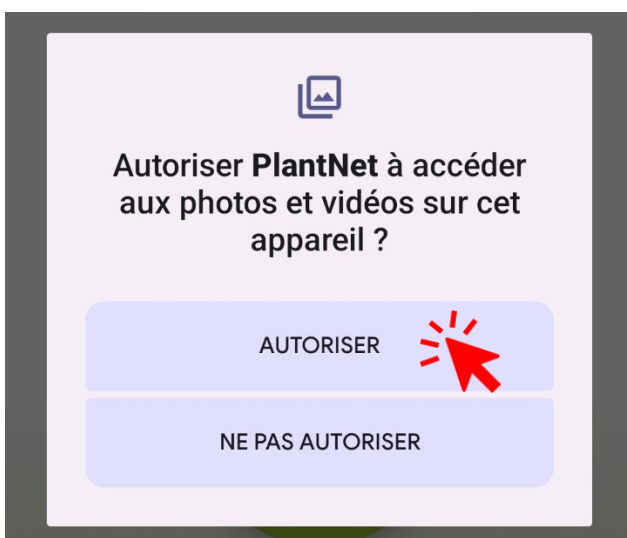 Autoriser PlantNet à accéder
aux photos et vidéos sur cet
appareil ?
AUTORISER
NE PAS AUTORISER